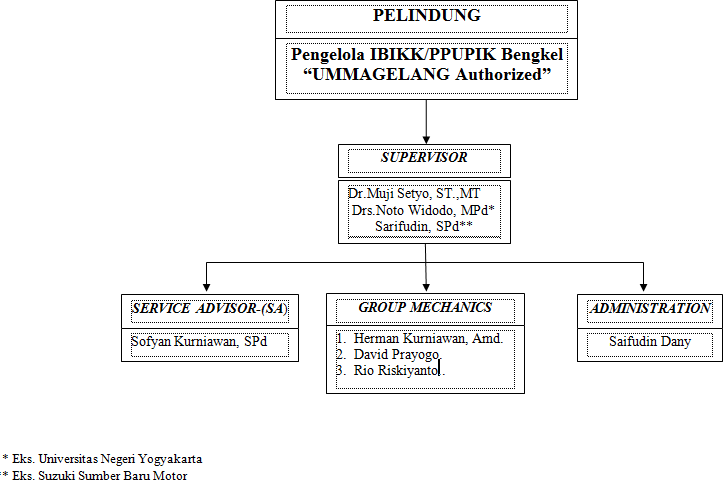 PELINDUNG
Pengelola IBIKK/PPUPIK Bengkel
“UMMAGELANG Authorized”
SUPERVISOR
Dr.Muji Setyo, ST.,MT
Drs.Noto Widodo, MPd*
Sarifudin, SPd**
SERVICE ADVISOR-(SA)
Sofyan Kurniawan, SPd
GROUP MECHANICS
1. Herman Kurniawan, Amd.
2. David Prayogo.
3. Rio Riskiyanto.
ADMINISTRATION
Saifudin Dany
* Eks. Universitas Negeri Yogyakarta
** Eks. Suzuki Sumber Baru Motor